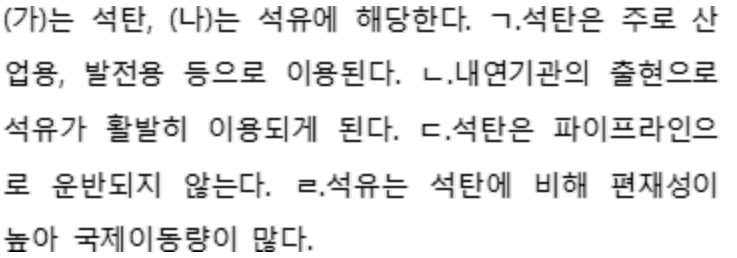 (가)는 석탄, (나)는 석유에 해당한다. ㄱ.석탄은 주로 산
업용, 발전용 등으로 이용된다. ㄴ.내연기관의 출현으로
석유가 활발히 이용되게 된다. ㄷ.석탄은 파이프라인으
로 운반되지 않는다. ㄹ.석유는 석탄에 비해 편재성이
높아 국제이동량이 많다.